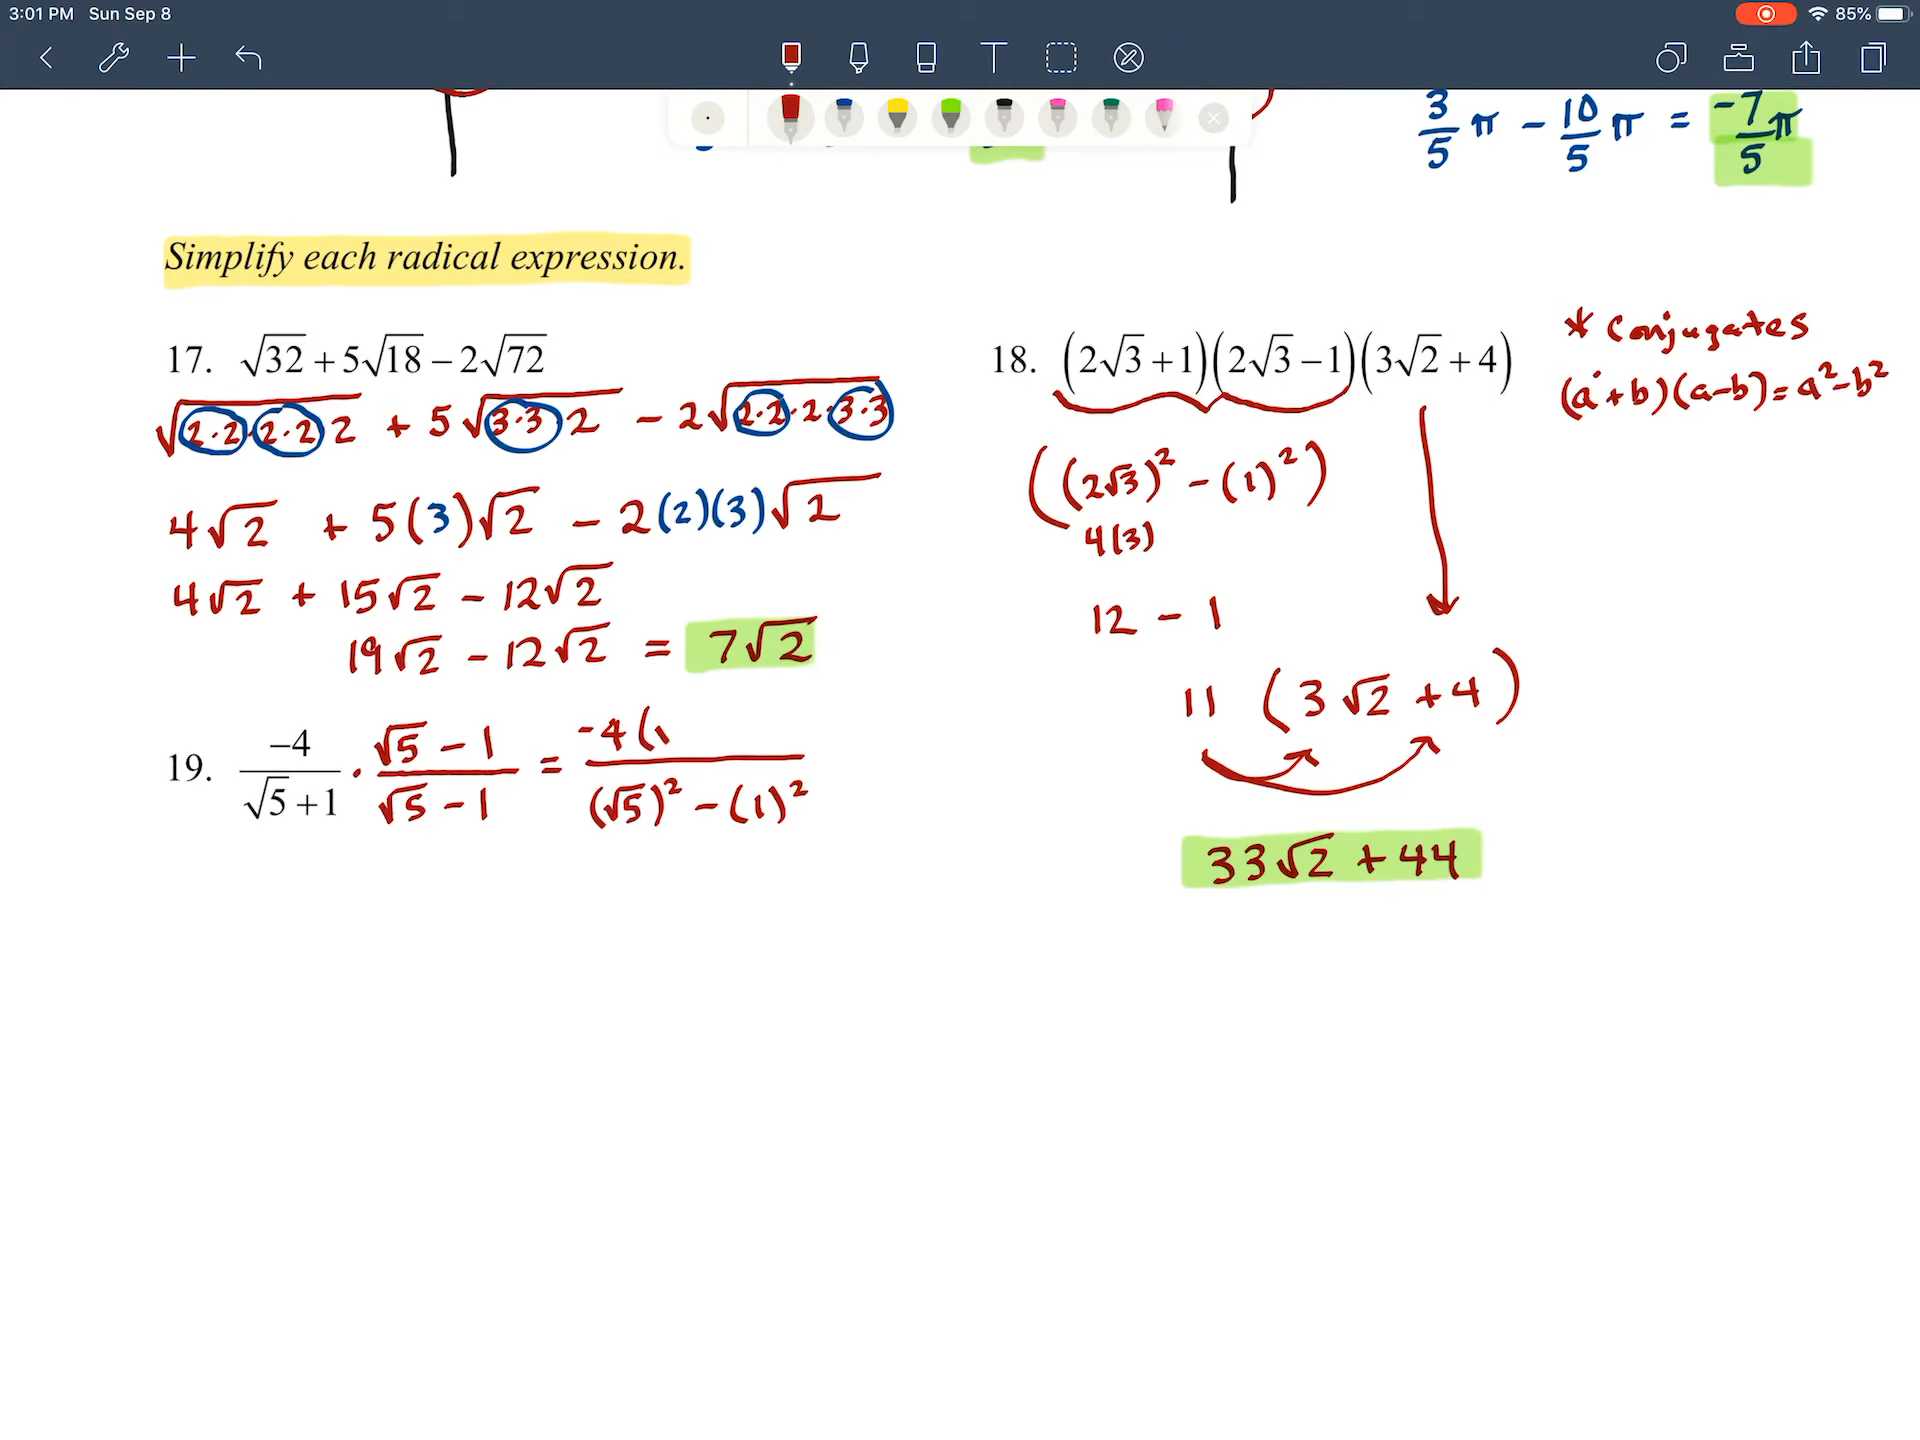 3:01 PM Sun Sep 8
85%
3/5 π - 10/5 π = -7/5 π
Simplify each radical expression.
17. √32 + 5√18 − 2√72
√(2·2·2·2 2) + 5√(3·3·2) − 2√(2·2·2·3·3)
4√2 + 5(3)√2 − 2(2)(3)√2
4√2 + 15√2 − 12√2
19√2 − 12√2 = 7√2
18. (2√3 + 1)(2√3 − 1)(3√2 + 4)
* Conjugates
(a + b)(a − b) = a² − b²
((2√3)² − (1)²)
4(3)
12 − 1
11 (3√2 + 4)
33√2 + 44
19. −4/(√5 + 1) · (√5 − 1)/(√5 − 1) = −4(/((√5)² − (1)²)